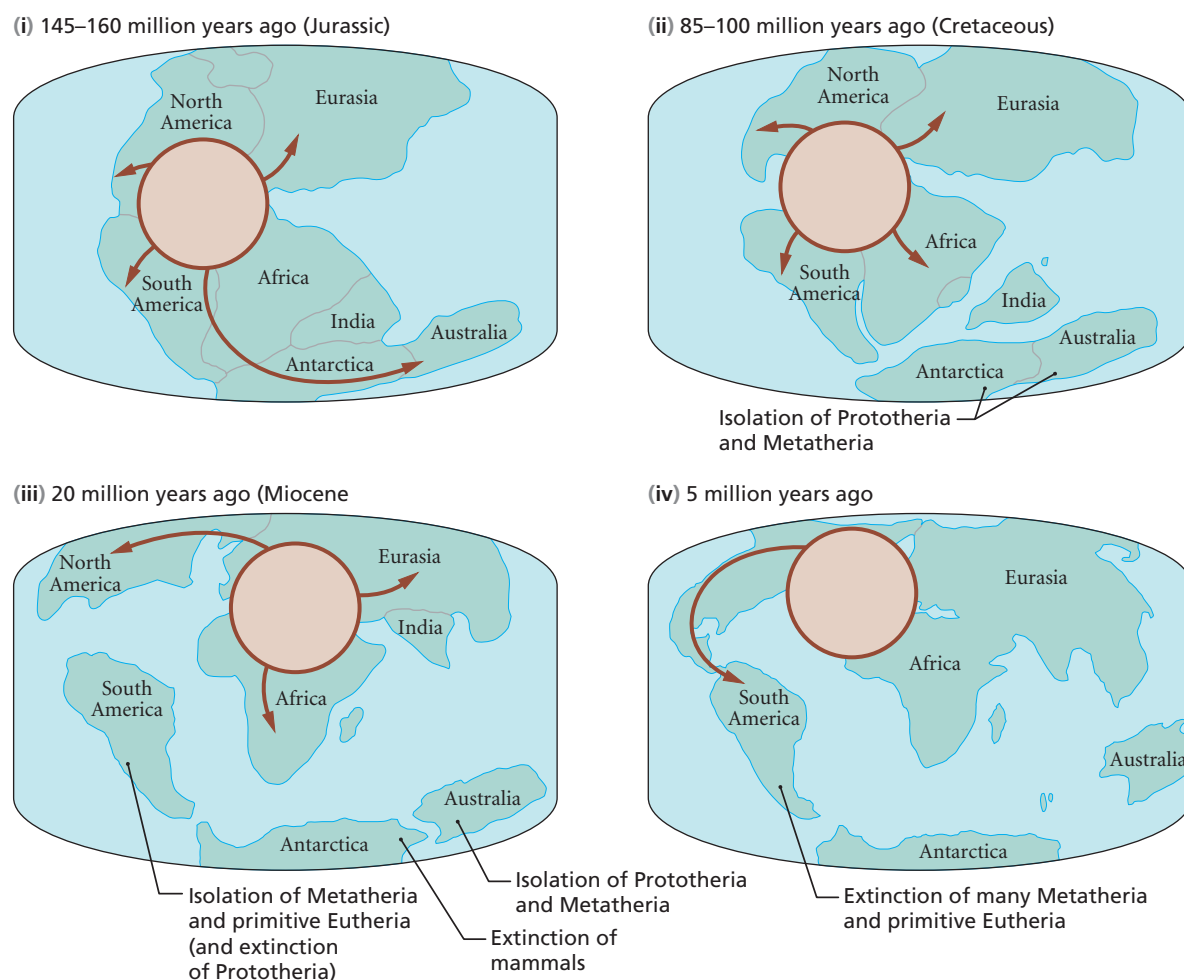 (i) 145–160 million years ago (Jurassic)
North
America
Eurasia
South
America
Africa
India
Australia
Antarctica
(ii) 85–100 million years ago (Cretaceous)
North
America
Eurasia
Africa
South
America
India
Australia
Antarctica
Isolation of Prototheria
and Metatheria
(iii) 20 million years ago (Miocene
North
America
Eurasia
India
South
America
Africa
Australia
Antarctica
Isolation of Metatheria
and primitive Eutheria
(and extinction
of Prototheria)
Isolation of Prototheria
and Metatheria
Extinction of
mammals
(iv) 5 million years ago
Eurasia
Africa
South
America
Australia
Antarctica
Extinction of many Metatheria
and primitive Eutheria